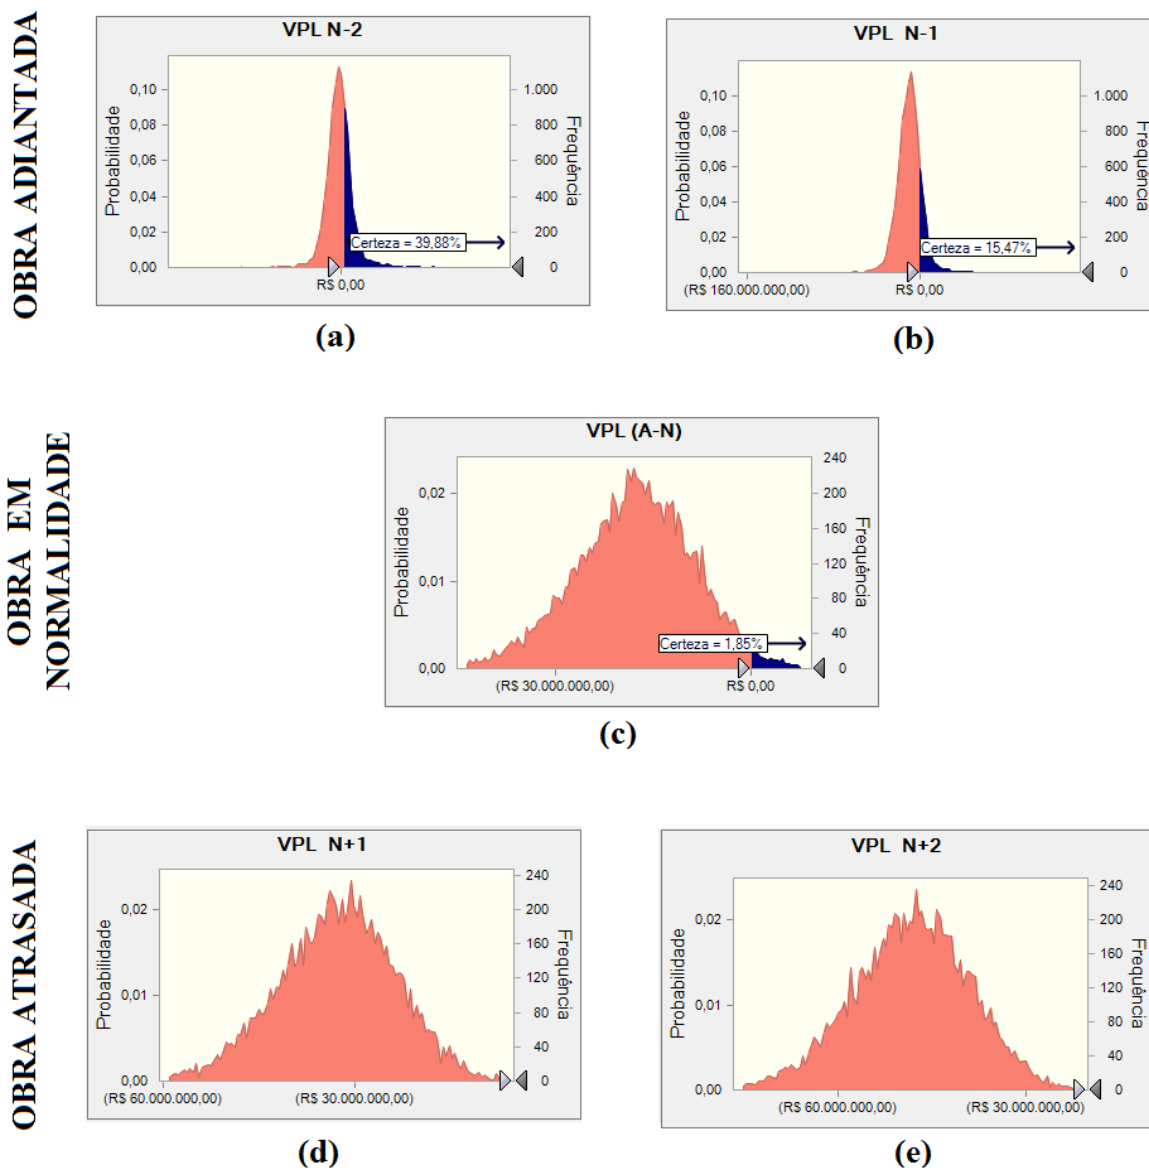 OBRA ADIANTADA
VPL N-2
Probabilidade
0,10
0,08
0,06
0,04
0,02
0,00
1.000
800
600
400
200
0
Frequência
Certeza = 39,88%
R$ 0,00
(a)
VPL N-1
Probabilidade
0,10
0,08
0,06
0,04
0,02
0,00
1.000
800
600
400
200
0
Frequência
Certeza = 15,47%
(R$ 160.000.000,00)
R$ 0,00
(b)
OBRA EM
NORMALIDADE
VPL (A-N)
Probabilidade
0,02
0,01
0,00
240
200
160
120
80
40
0
Frequência
Certeza = 1,85%
(R$ 30.000.000,00)
R$ 0,00
(c)
OBRA ATRASADA
VPL N+1
Probabilidade
0,02
0,01
0,00
240
200
160
120
80
40
0
Frequência
(R$ 60.000.000,00)
(R$ 30.000.000,00)
(d)
VPL N+2
Probabilidade
0,02
0,01
0,00
240
200
160
120
80
40
0
Frequência
(R$ 60.000.000,00)
(R$ 30.000.000,00)
(e)